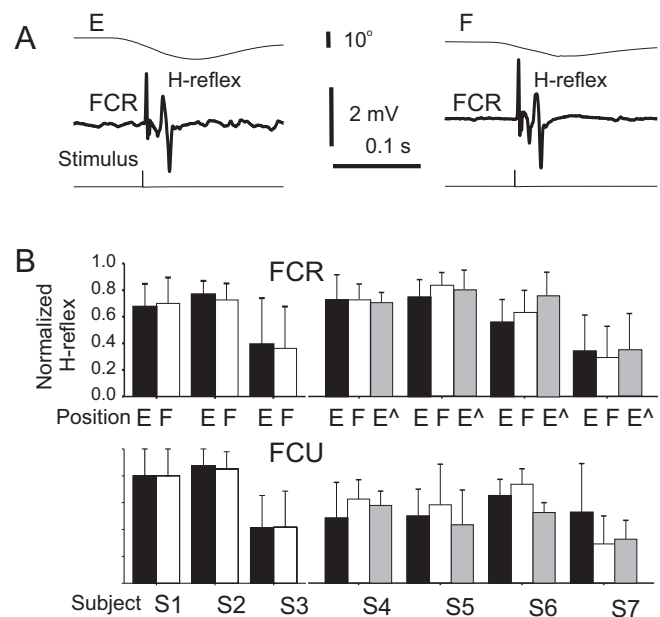 A
E
10°
F
H-reflex
FCR
2 mV
0.1 s
H-reflex
FCR
Stimulus
B
FCR
Normalized
H-reflex
1.0
0.8
0.6
0.4
0.2
0.0
Position E F E F E F E F E^ E F E^ E F E^ E F E^
FCU
Subject S1 S2 S3 S4 S5 S6 S7